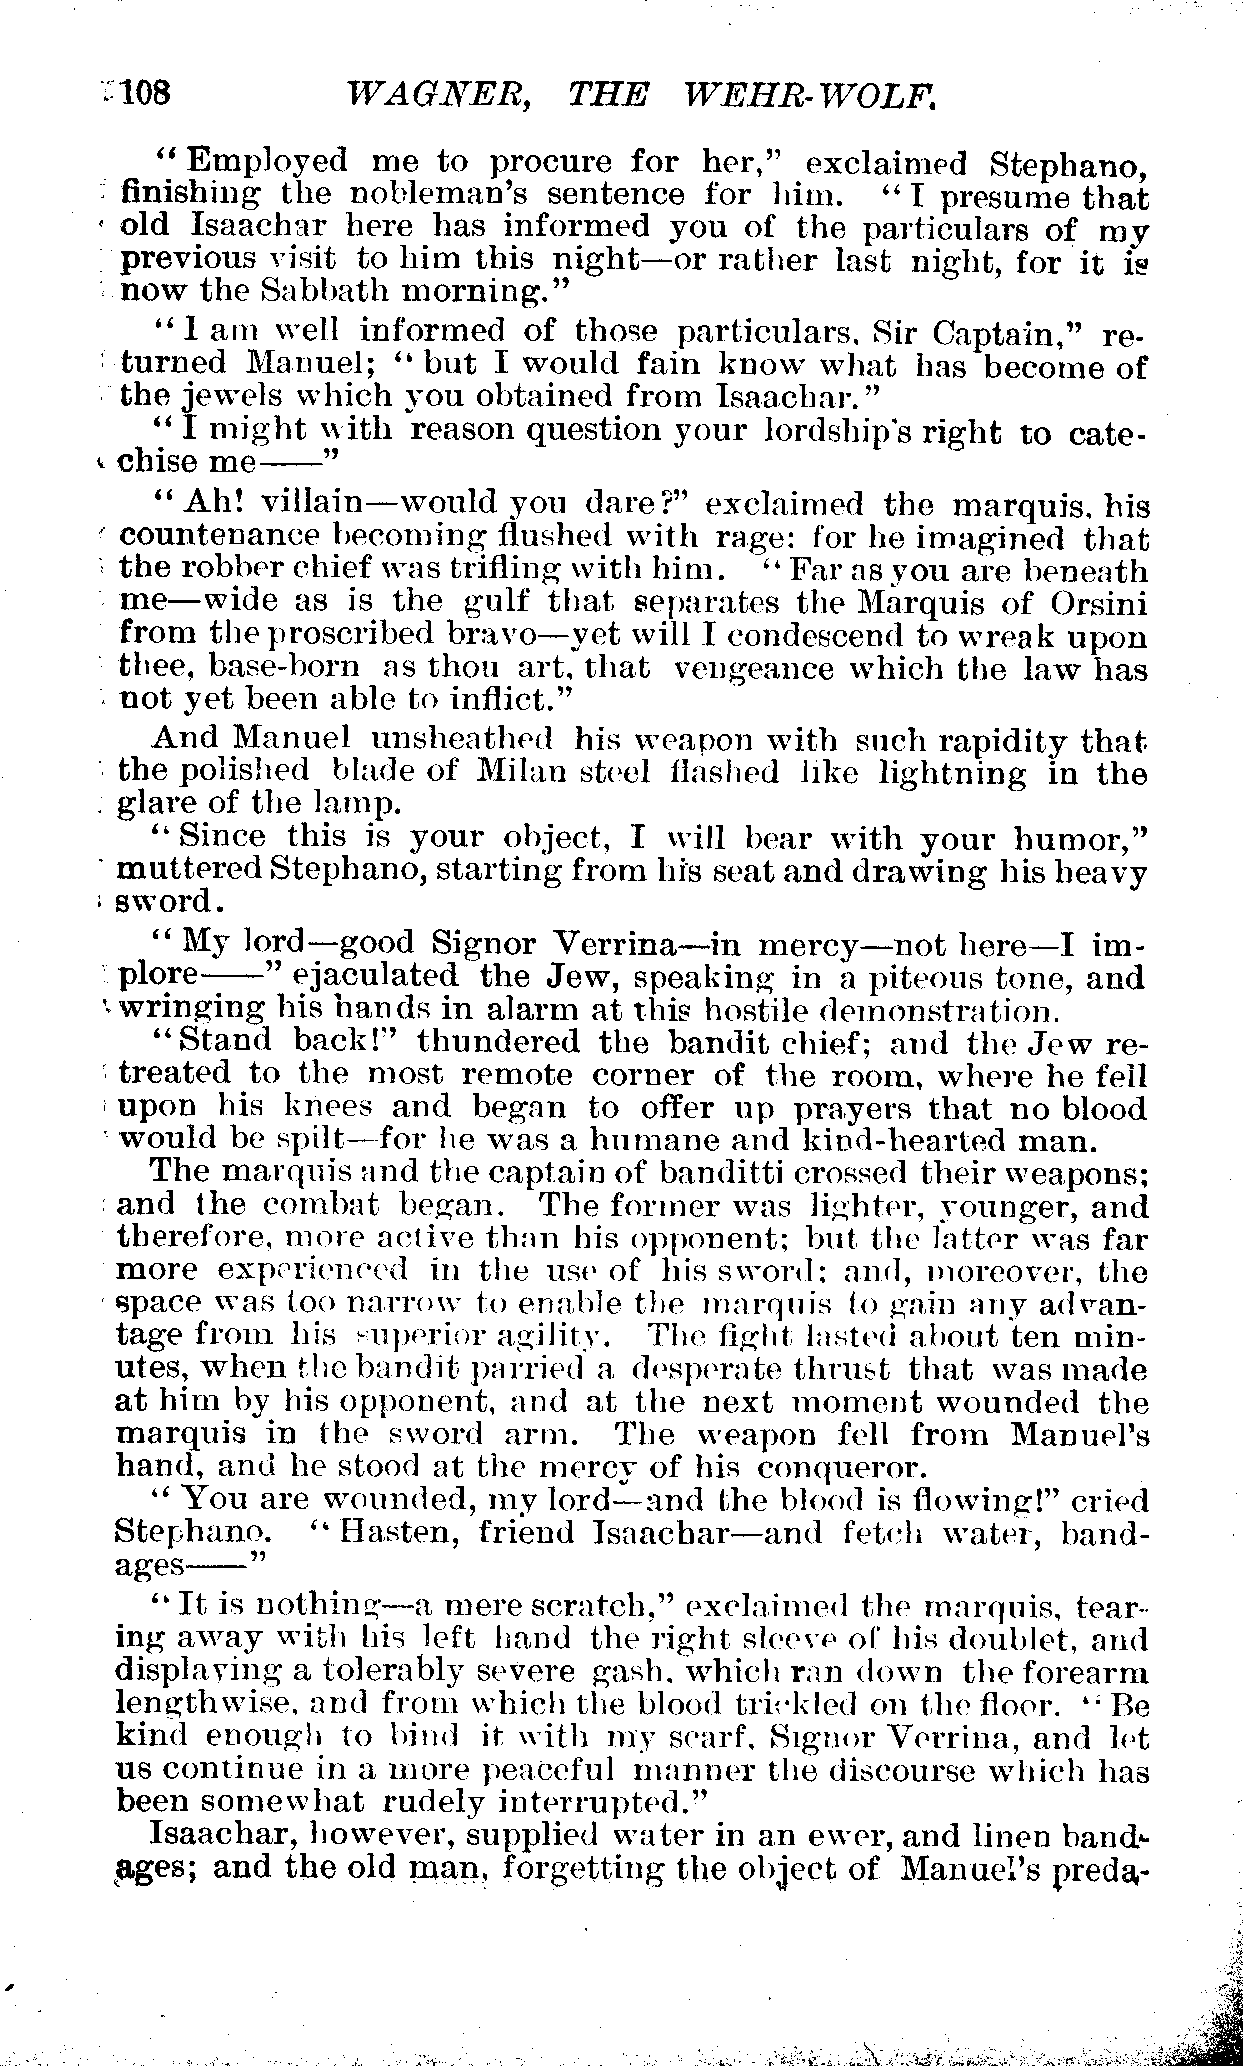 108 WAGNER, THE WEHR-WOLF.
“Employed me to procure for her,” exclaimed Stephano,
finishing the nobleman’s sentence for him. “I presume that
old Isaachar here has informed you of the particulars of my
previous visit to him this night—or rather last night, for it is
now the Sabbath morning.”
“I am well informed of those particulars, Sir Captain,” re-
turned Manuel; “but I would fain know what has become of
the jewels which you obtained from Isaachar.”
“I might with reason question your lordship’s right to cate-
chise me——”
“Ah! villain—would you dare?” exclaimed the marquis, his
countenance becoming flushed with rage: for he imagined that
the robber chief was trifling with him. “Far as you are beneath
me—wide as is the gulf that separates the Marquis of Orsini
from the proscribed bravo—yet will I condescend to wreak upon
thee, base-born as thou art, that vengeance which the law has
not yet been able to inflict.”
And Manuel unsheathed his weapon with such rapidity that
the polished blade of Milan steel flashed like lightning in the
glare of the lamp.
“Since this is your object, I will bear with your humor,”
muttered Stephano, starting from his seat and drawing his heavy
sword.
“My lord—good Signor Verrina—in mercy—not here—I im-
plore——” ejaculated the Jew, speaking in a piteous tone, and
wringing his hands in alarm at this hostile demonstration.
“Stand back!” thundered the bandit chief; and the Jew re-
treated to the most remote corner of the room, where he fell
upon his knees and began to offer up prayers that no blood
would be spilt—for he was a humane and kind-hearted man.
The marquis and the captain of banditti crossed their weapons;
and the combat began. The former was lighter, younger, and
therefore, more active than his opponent; but the latter was far
more experienced in the use of his sword; and, moreover, the
space was too narrow to enable the marquis to gain any advan-
tage from his superior agility. The fight lasted about ten min-
utes, when the bandit parried a desperate thrust that was made
at him by his opponent, and at the next moment wounded the
marquis in the sword arm. The weapon fell from Manuel’s
hand, and he stood at the mercy of his conqueror.
“You are wounded, my lord—and the blood is flowing!” cried
Stephano. “Hasten, friend Isaachar—and fetch water, band-
ages——”
“It is nothing—a mere scratch,” exclaimed the marquis, tear-
ing away with his left hand the right sleeve of his doublet, and
displaying a tolerably severe gash, which ran down the forearm
lengthwise, and from which the blood trickled on the floor. “Be
kind enough to bind it with my scarf, Signor Verrina, and let
us continue in a more peaceful manner the discourse which has
been somewhat rudely interrupted.”
Isaachar, however, supplied water in an ewer, and linen band-
ages; and the old man, forgetting the object of Manuel’s preda-